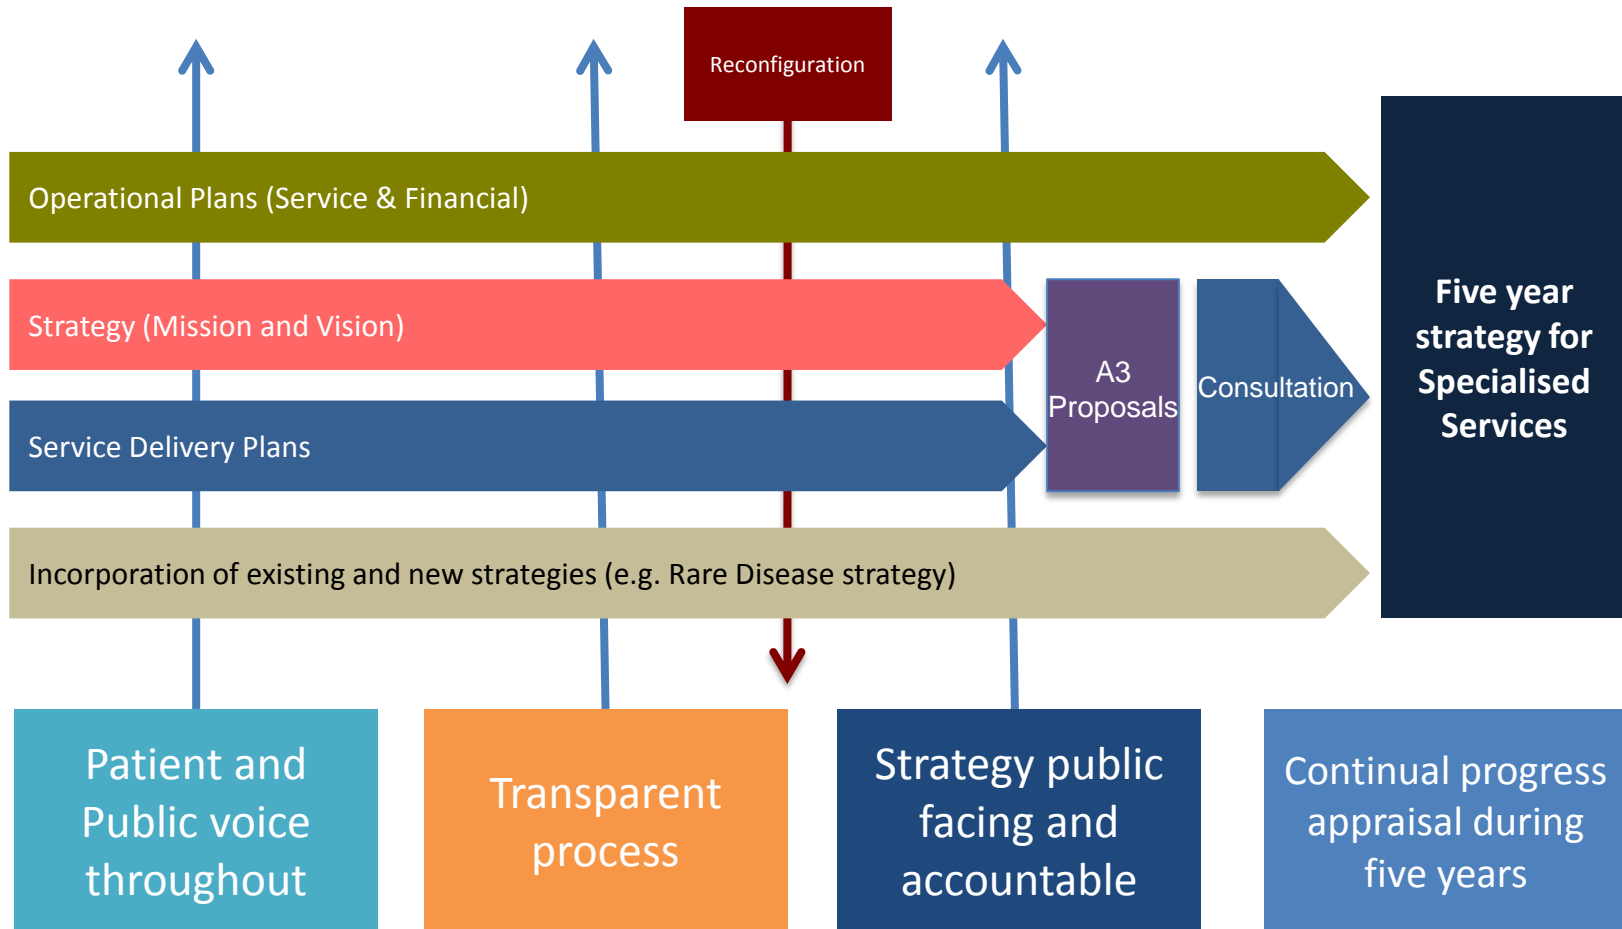 Reconfiguration
Operational Plans (Service & Financial)
Strategy (Mission and Vision)
Service Delivery Plans
Incorporation of existing and new strategies (e.g. Rare Disease strategy)
A3
Proposals
Consultation
Five year
strategy for
Specialised
Services
Patient and
Public voice
throughout
Transparent
process
Strategy public
facing and
accountable
Continual progress
appraisal during
five years